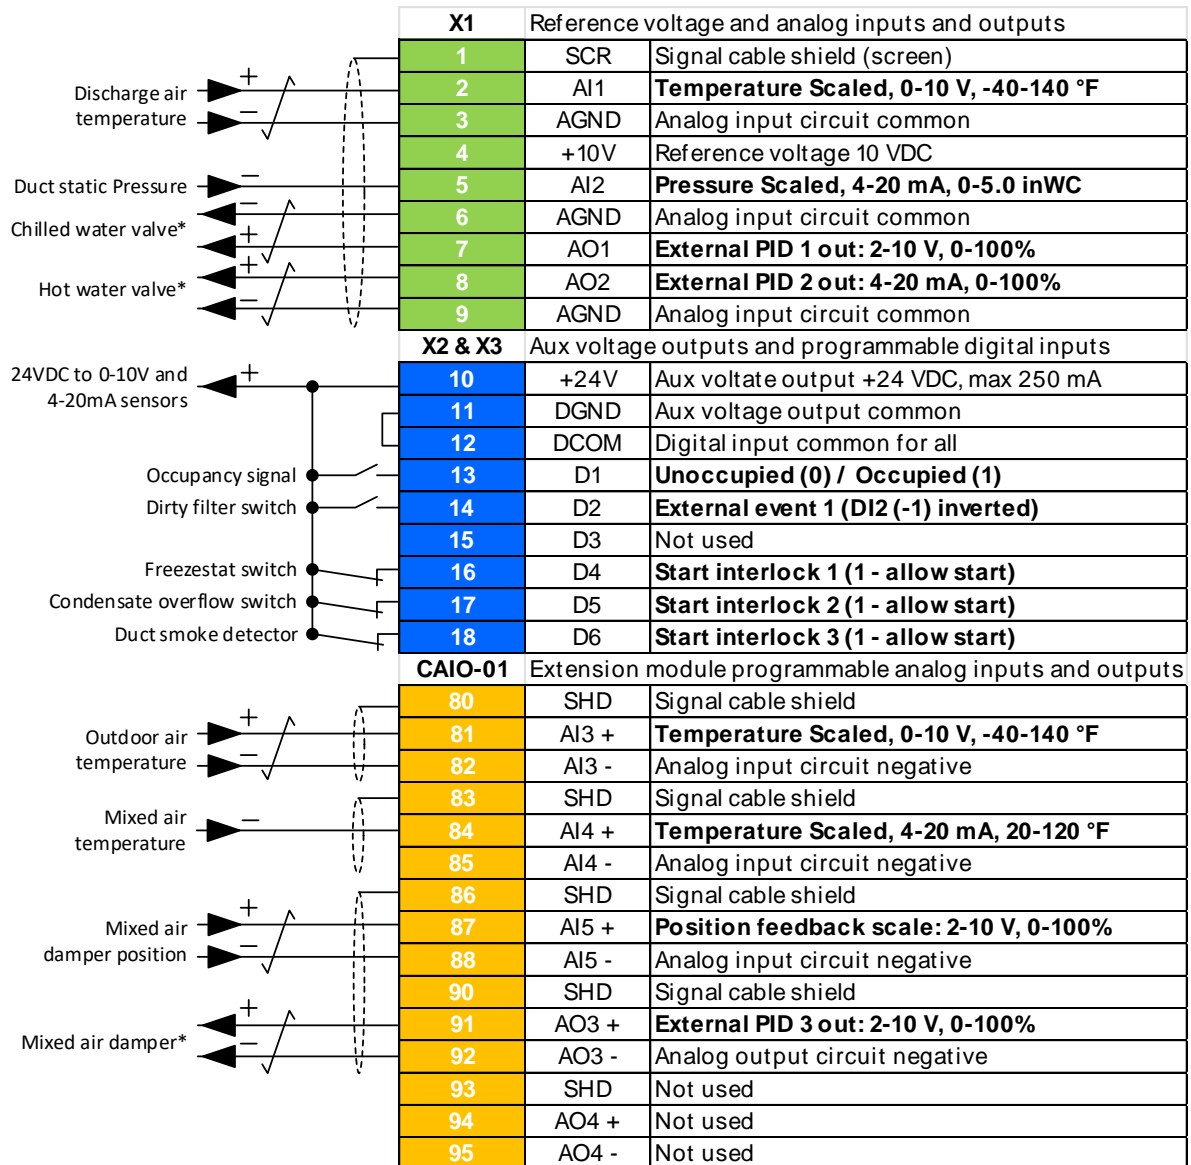 X1 Reference voltage and analog inputs and outputs
1 SCR Signal cable shield (screen)
Discharge air temperature + 2 AI1 Temperature Scaled, 0-10 V, -40-140 °F
− 3 AGND Analog input circuit common
4 +10V Reference voltage 10 VDC
Duct static Pressure − 5 AI2 Pressure Scaled, 4-20 mA, 0-5.0 inWC
Chilled water valve* − 6 AGND Analog input circuit common
+ 7 AO1 External PID 1 out: 2-10 V, 0-100%
Hot water valve* + 8 AO2 External PID 2 out: 4-20 mA, 0-100%
− 9 AGND Analog input circuit common
X2 & X3 Aux voltage outputs and programmable digital inputs
24VDC to 0-10V and 4-20mA sensors + 10 +24V Aux voltate output +24 VDC, max 250 mA
11 DGND Aux voltage output common
12 DCOM Digital input common for all
Occupancy signal 13 D1 Unoccupied (0) / Occupied (1)
Dirty filter switch 14 D2 External event 1 (DI2 (-1) inverted)
15 D3 Not used
Freezestat switch 16 D4 Start interlock 1 (1 - allow start)
Condensate overflow switch 17 D5 Start interlock 2 (1 - allow start)
Duct smoke detector 18 D6 Start interlock 3 (1 - allow start)
CAIO-01 Extension module programmable analog inputs and outputs
80 SHD Signal cable shield
Outdoor air temperature + 81 AI3 + Temperature Scaled, 0-10 V, -40-140 °F
− 82 AI3 - Analog input circuit negative
83 SHD Signal cable shield
Mixed air temperature − 84 AI4 + Temperature Scaled, 4-20 mA, 20-120 °F
85 AI4 - Analog input circuit negative
86 SHD Signal cable shield
Mixed air damper position + 87 AI5 + Position feedback scale: 2-10 V, 0-100%
− 88 AI5 - Analog input circuit negative
90 SHD Signal cable shield
Mixed air damper* + 91 AO3 + External PID 3 out: 2-10 V, 0-100%
− 92 AO3 - Analog output circuit negative
93 SHD Not used
94 AO4 + Not used
95 AO4 - Not used